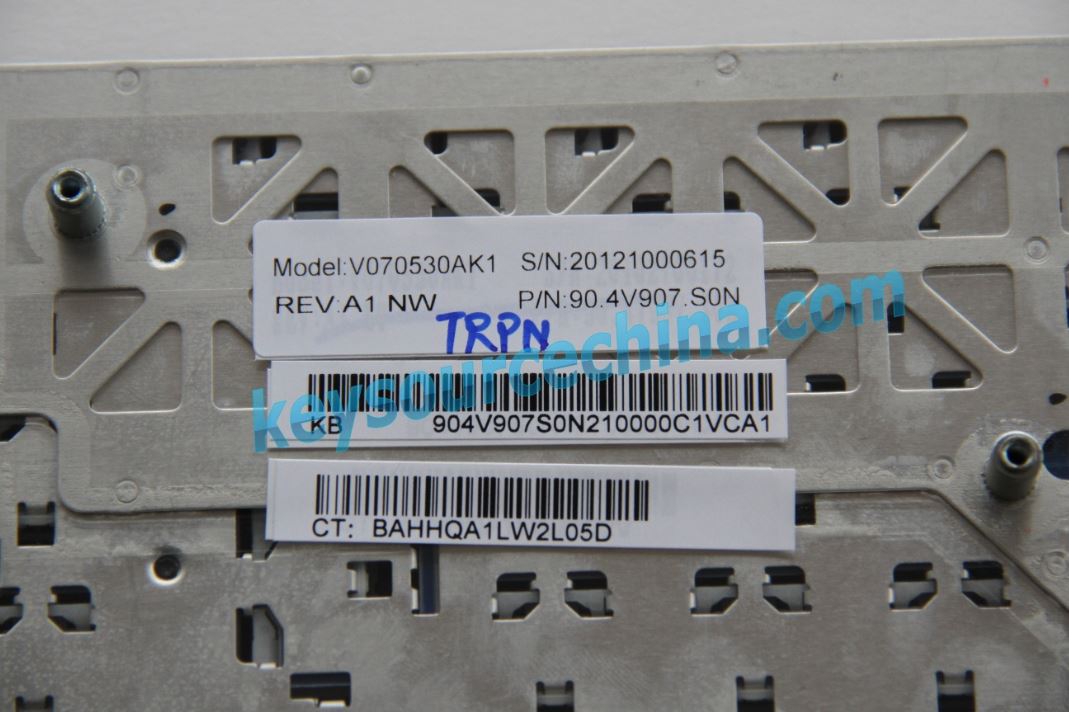 Model:V070530AK1 S/N:20121000615
REV:A1 NW P/N:90.4V907.S0N
TRPN
keysourcechina.com
KB 904V907S0N210000C1VCA1
CT: BAHHQA1LW2L05D